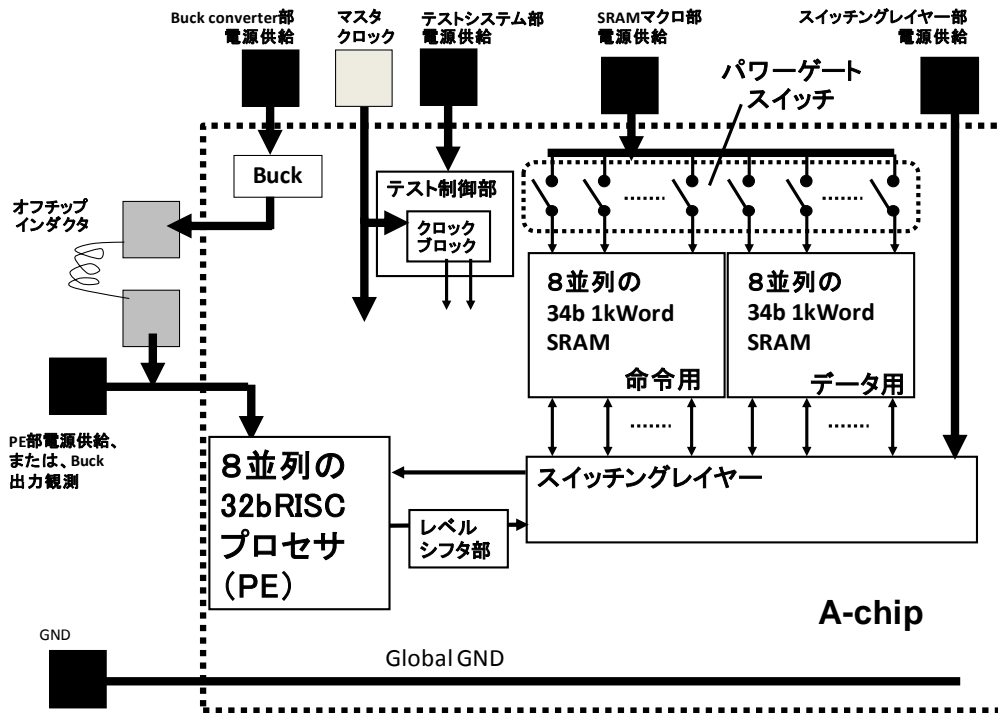 Buck converter部
電源供給
マスタ
クロック
テストシステム部
電源供給
SRAMマクロ部
電源供給
スイッチングレイヤー部
電源供給
パワーゲート
スイッチ
Buck
テスト制御部
クロック
ブロック
オフチップ
インダクタ
8並列の
34b 1kWord
SRAM
命令用
8並列の
34b 1kWord
SRAM
データ用
PE部電源供給、
または、Buck
出力観測
8並列の
32bRISC
プロセサ
(PE)
スイッチングレイヤー
レベル
シフタ部
A-chip
GND
Global GND